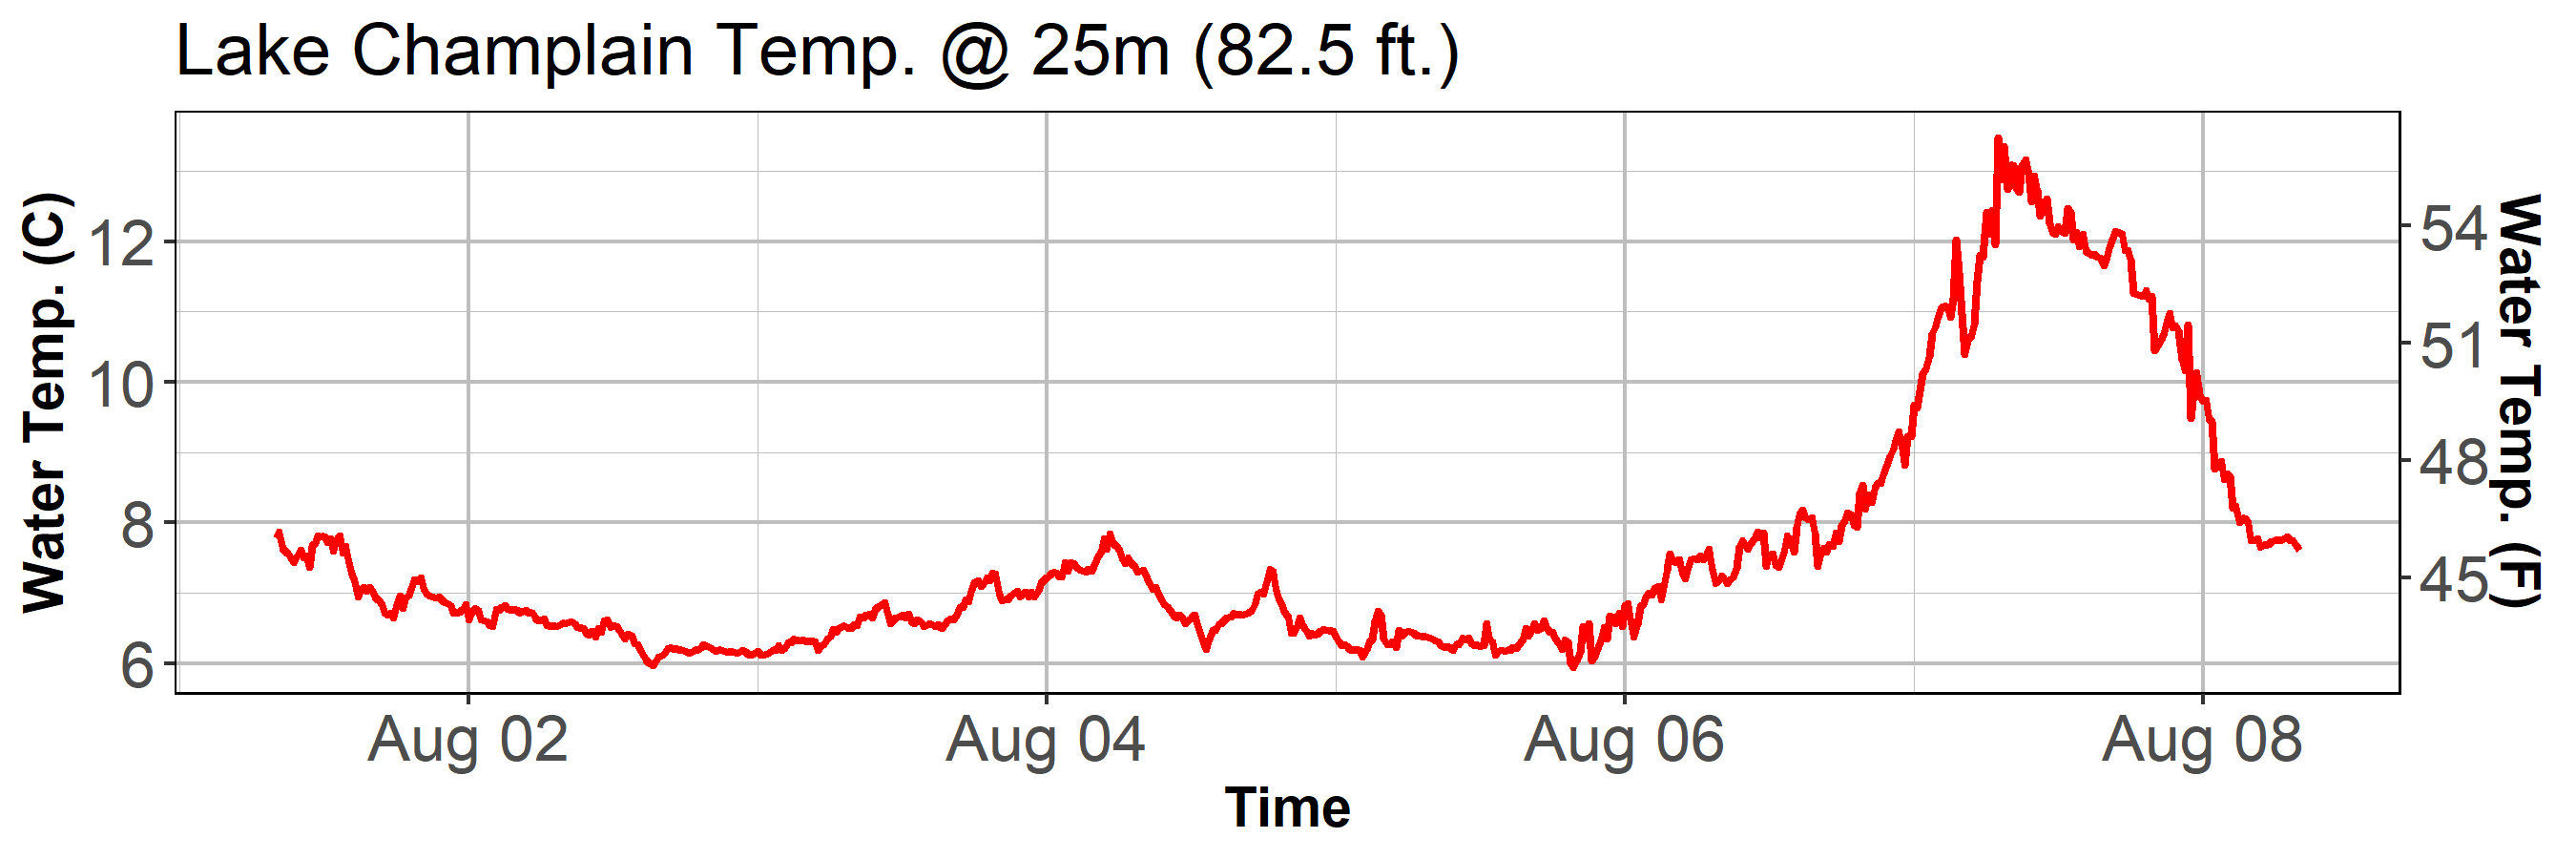 Lake Champlain Temp. @ 25m (82.5 ft.)
Water Temp. (C)
12
10
8
6
54
51
48
45
Water Temp. (F)
Aug 02 Aug 04 Aug 06 Aug 08
Time